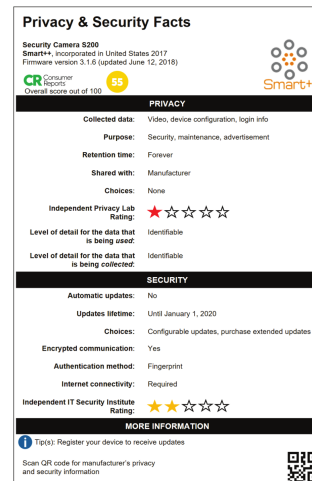 Privacy & Security Facts
Security Camera S200
Smart++, incorporated in United States 2017
Firmware version 3.1.6 (updated June 12, 2018)
CR Consumer
Reports
55
Overall score out of 100
Smart+
PRIVACY
Collected data: Video, device configuration, login info
Purpose: Security, maintenance, advertisement
Retention time: Forever
Shared with: Manufacturer
Choices: None
Independent Privacy Lab
Rating:
Level of detail for the data that Identifiable
is being used:
Level of detail for the data that Identifiable
is being collected:
SECURITY
Automatic updates: No
Updates lifetime: Until January 1, 2020
Choices: Configurable updates, purchase extended updates
Encrypted communication: Yes
Authentication method: Fingerprint
Internet connectivity: Required
Independent IT Security Institute
Rating:
MORE INFORMATION
i Tip(s): Register your device to receive updates
Scan QR code for manufacturer's privacy
and security information